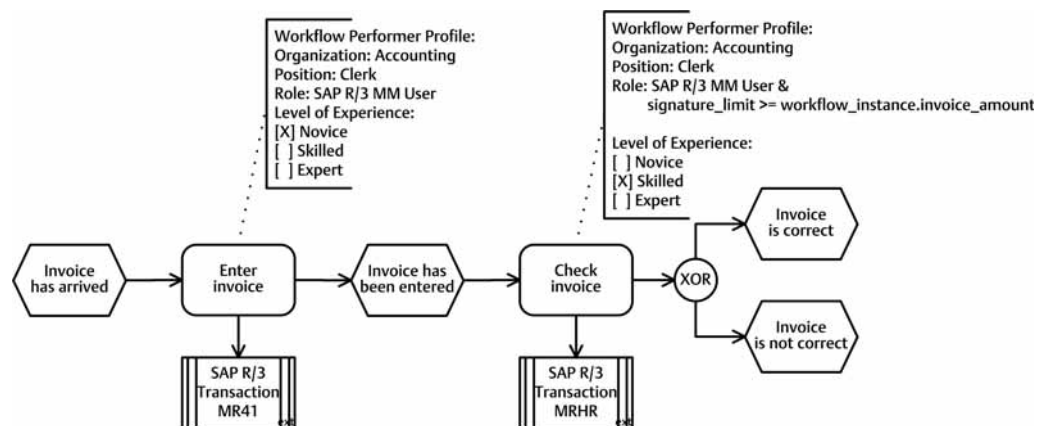 Workflow Performer Profile:
Organization: Accounting
Position: Clerk
Role: SAP R/3 MM User
Level of Experience:
[X] Novice
[ ] Skilled
[ ] Expert
Workflow Performer Profile:
Organization: Accounting
Position: Clerk
Role: SAP R/3 MM User &
signature_limit >= workflow_instance.invoice_amount
Level of Experience:
[ ] Novice
[X] Skilled
[ ] Expert
Invoice
has arrived
Enter
invoice
Invoice has
been entered
Check
invoice
XOR
Invoice
is correct
Invoice
is not correct
SAP R/3
Transaction
MR41
ext
SAP R/3
Transaction
MRHR
ext